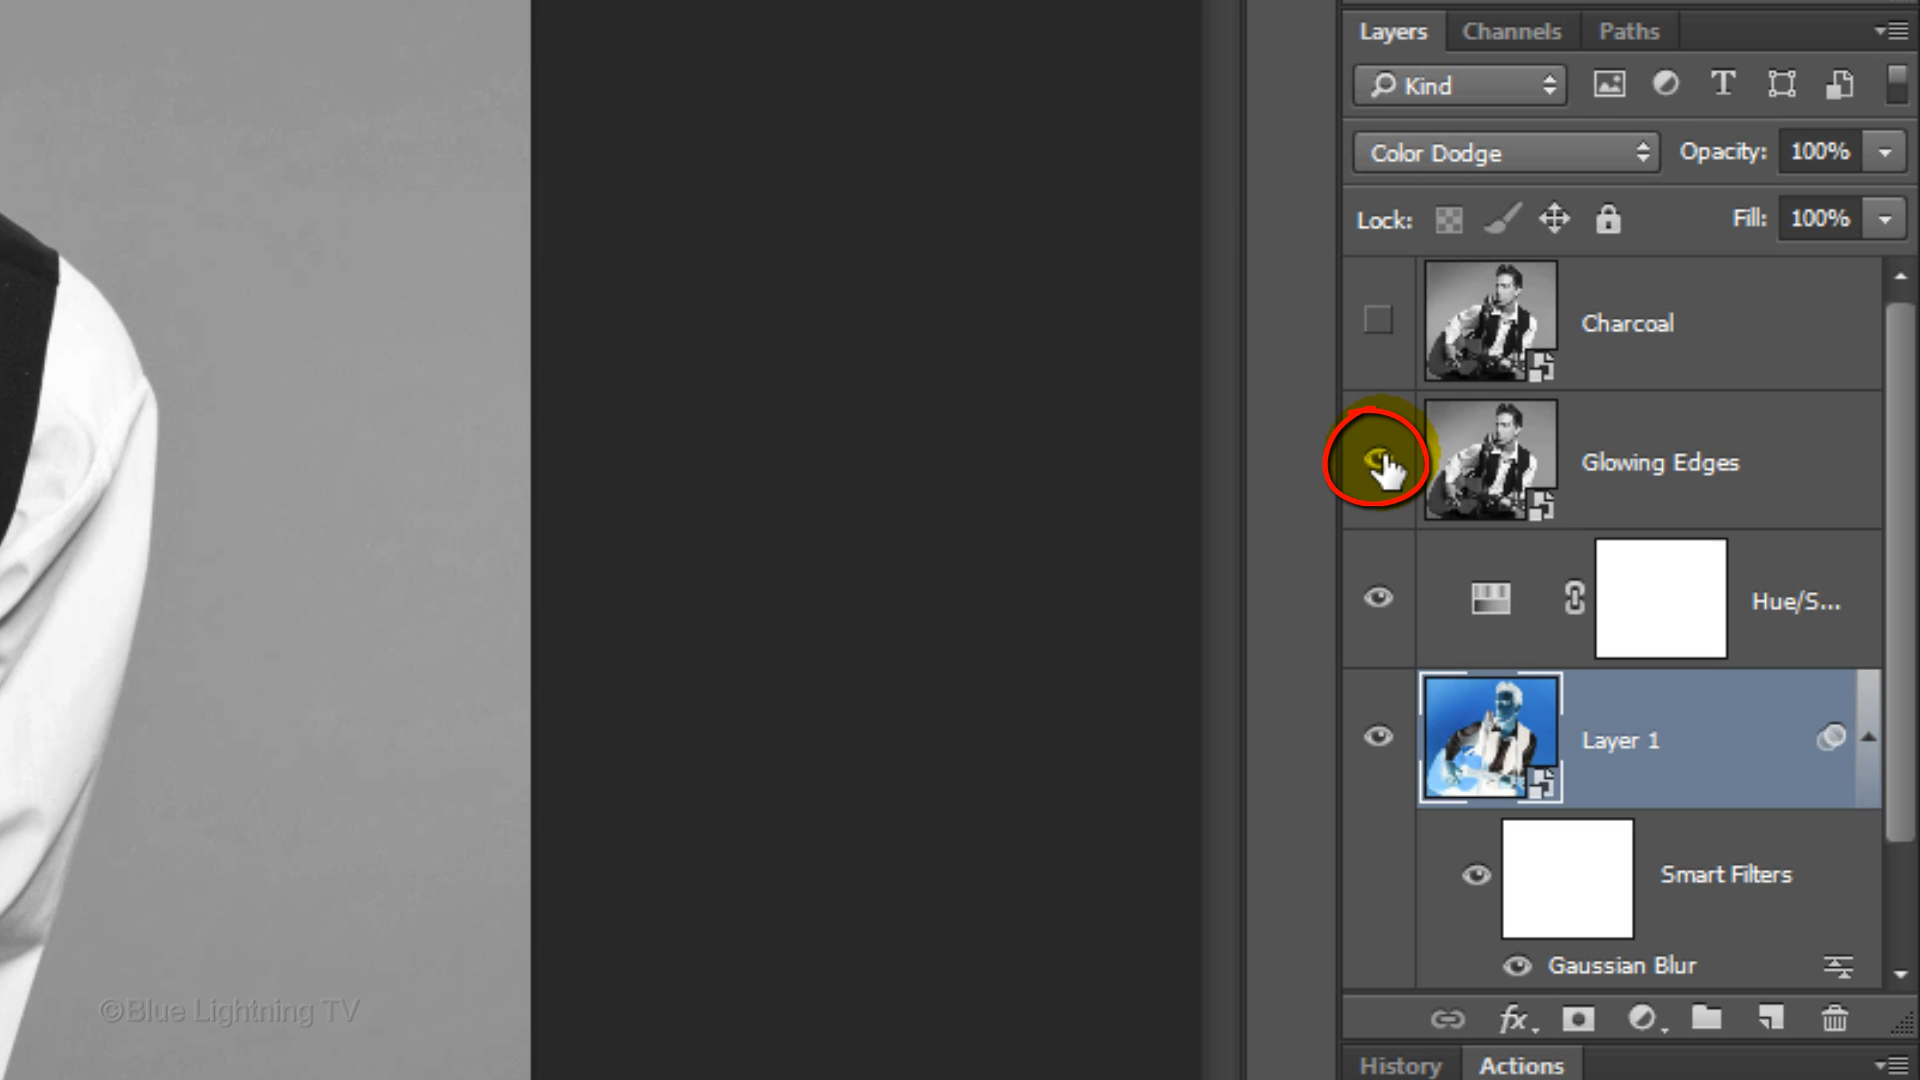 Layers Channels Paths
Kind
Color Dodge Opacity: 100%
Lock: Fill: 100%
Charcoal
Glowing Edges
Hue/S...
Layer 1
Smart Filters
Gaussian Blur
fx
History Actions
©Blue Lightning TV